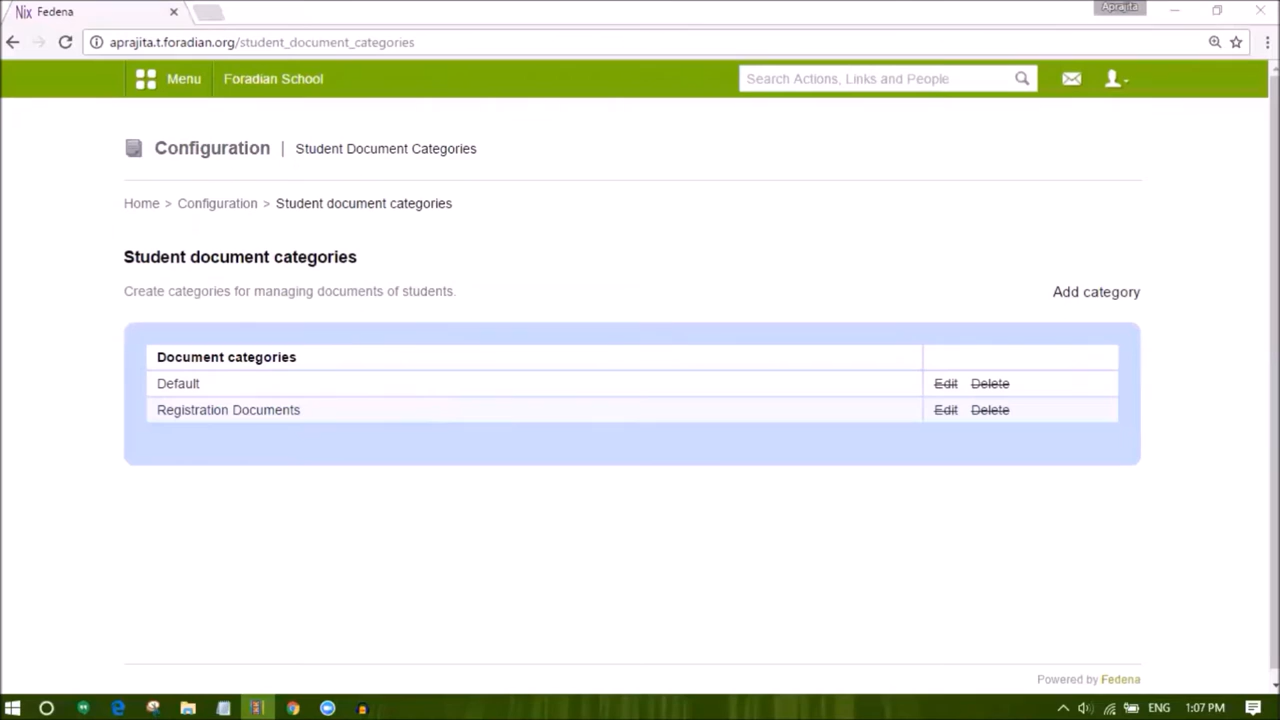 Nix Fedena
Aprajita
aprajita.t.foradian.org/student_document_categories
Menu Foradian School Search Actions, Links and People
Configuration | Student Document Categories
Home > Configuration > Student document categories
Student document categories
Create categories for managing documents of students. Add category
Document categories
Default Edit Delete
Registration Documents Edit Delete
Powered by Fedena
ENG 1:07 PM